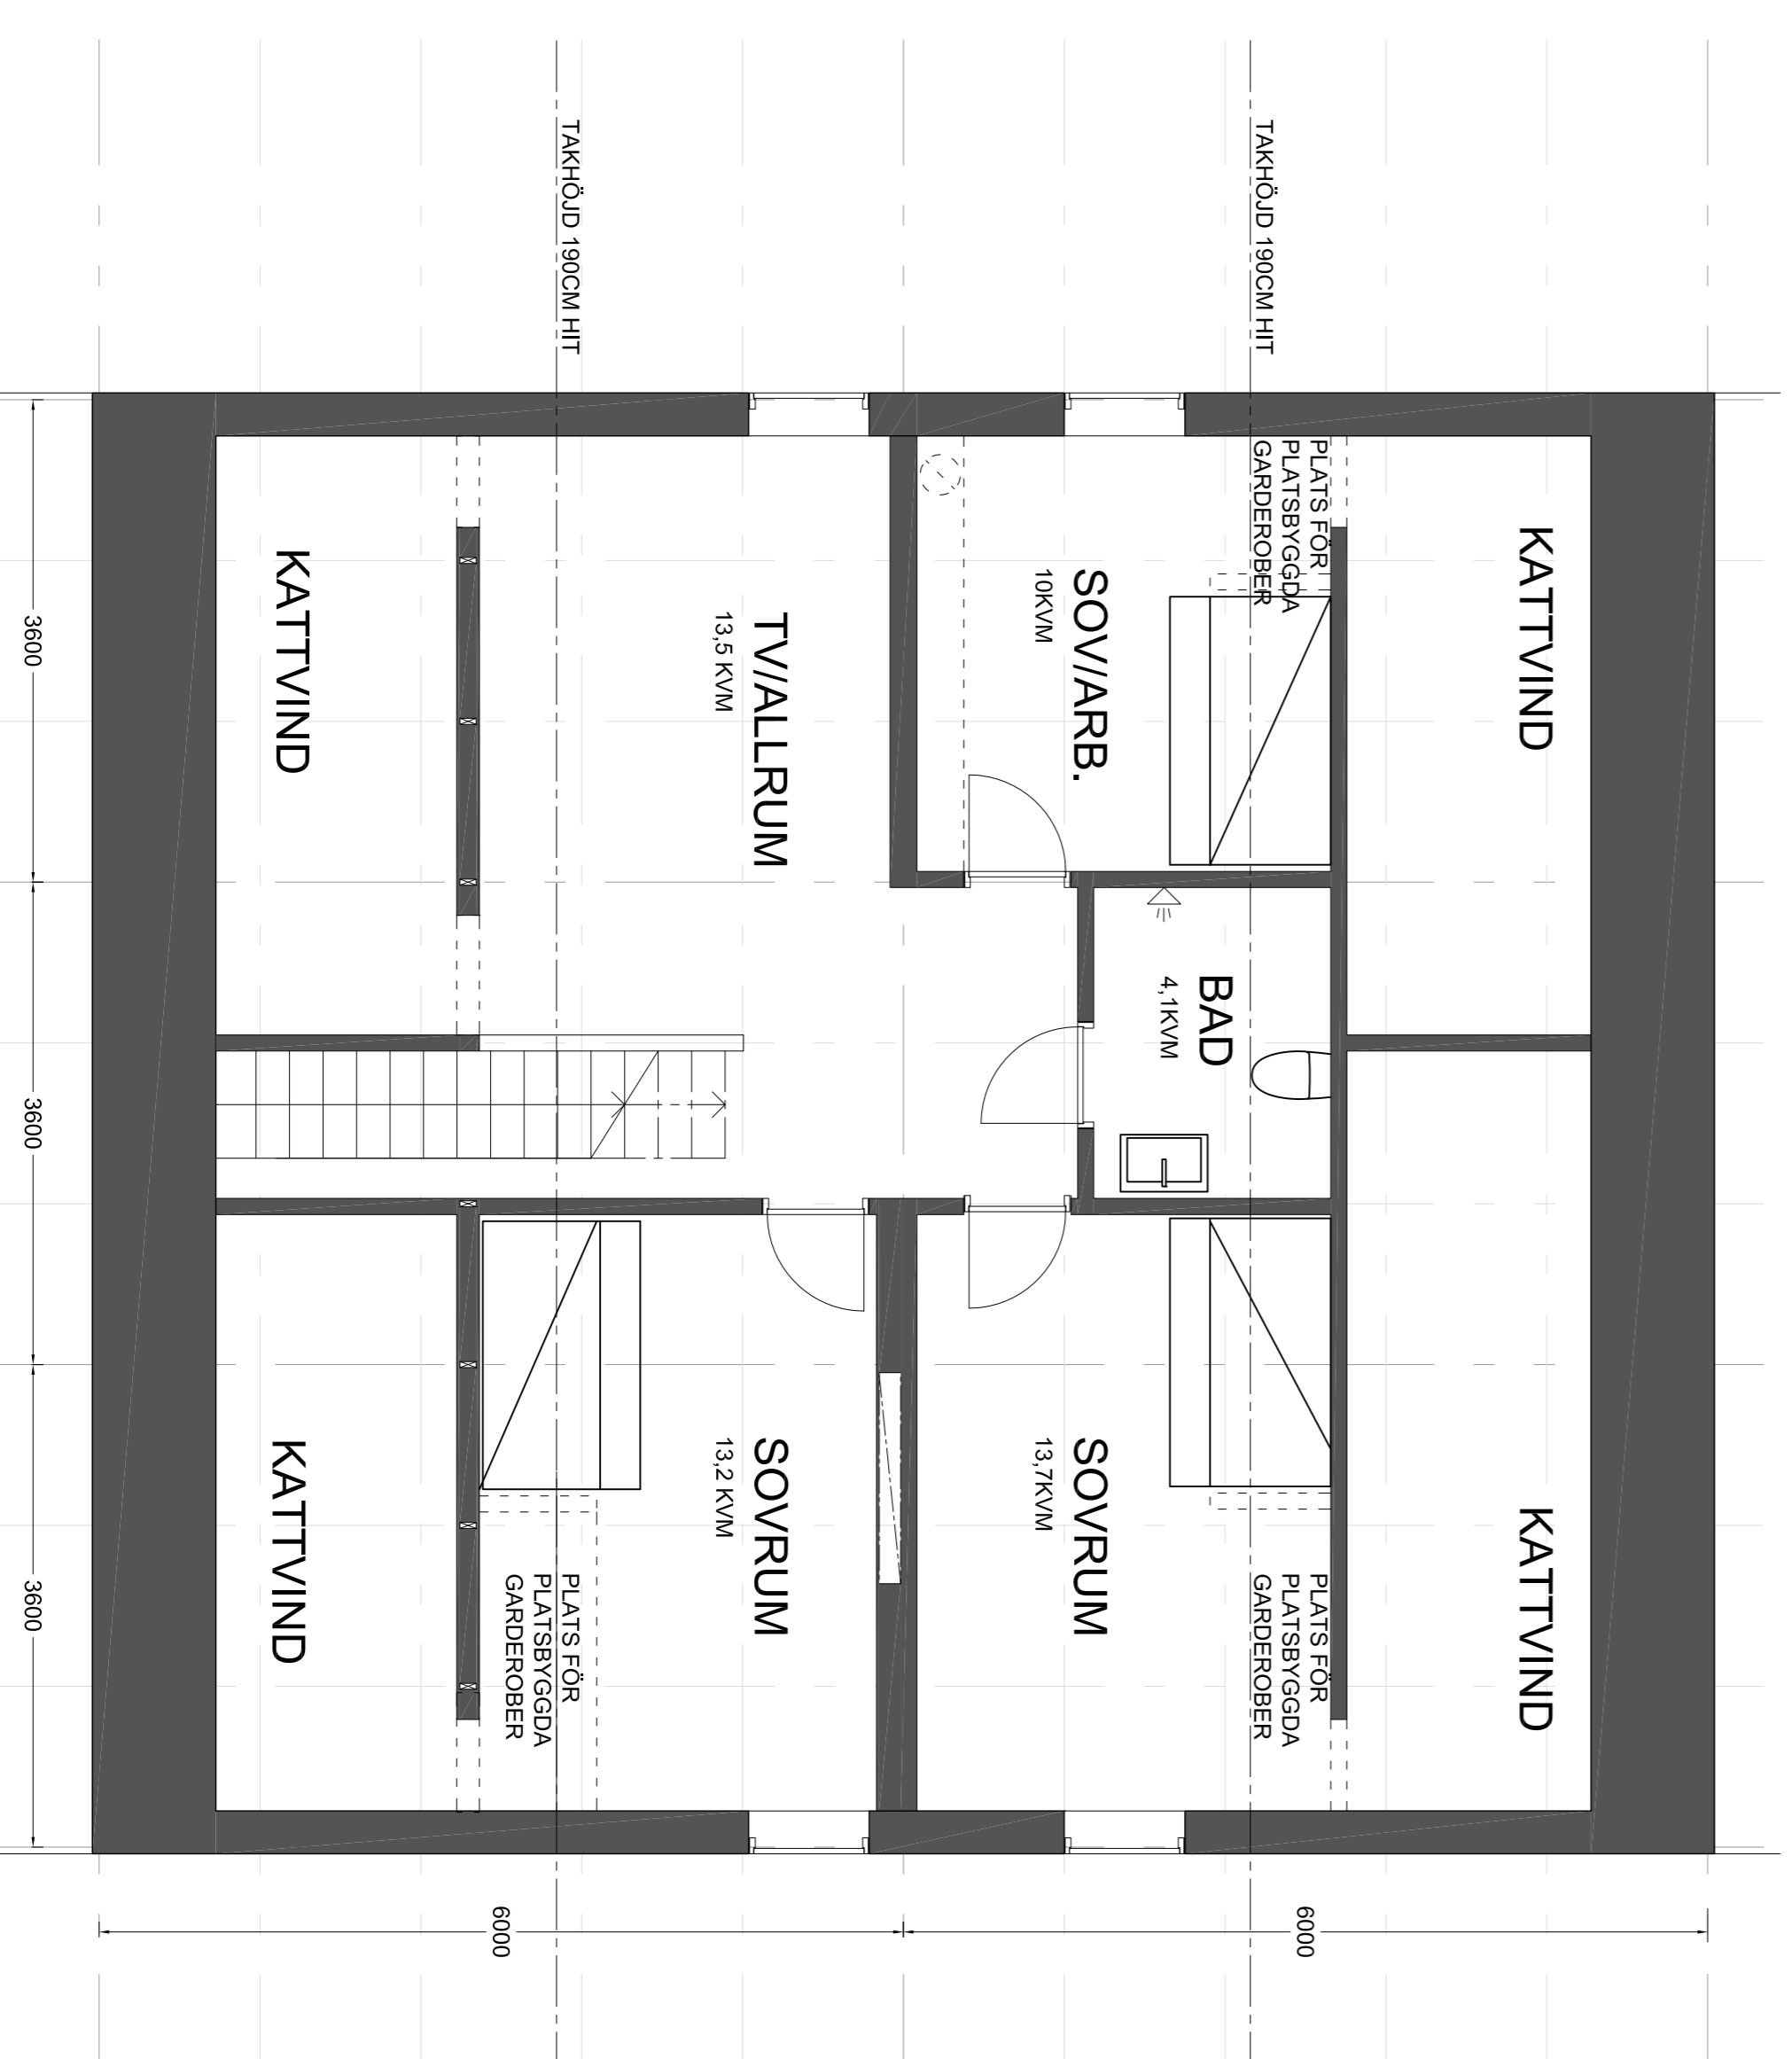 TAKHÖJD 190CM HIT
TAKHÖJD 190CM HIT
KATTVIND
KATTVIND
PLATS FÖR
PLATSBYGGDA
GARDEROBER
PLATS FÖR
PLATSBYGGDA
GARDEROBER
SOV/ARB.
10KVM
BAD
4,1KVM
SOVRUM
13,7KVM
TV/ALLRUM
13,5 KVM
SOVRUM
13,2 KVM
PLATS FÖR
PLATSBYGGDA
GARDEROBER
KATTVIND
KATTVIND
3600
3600
3600
6000
6000